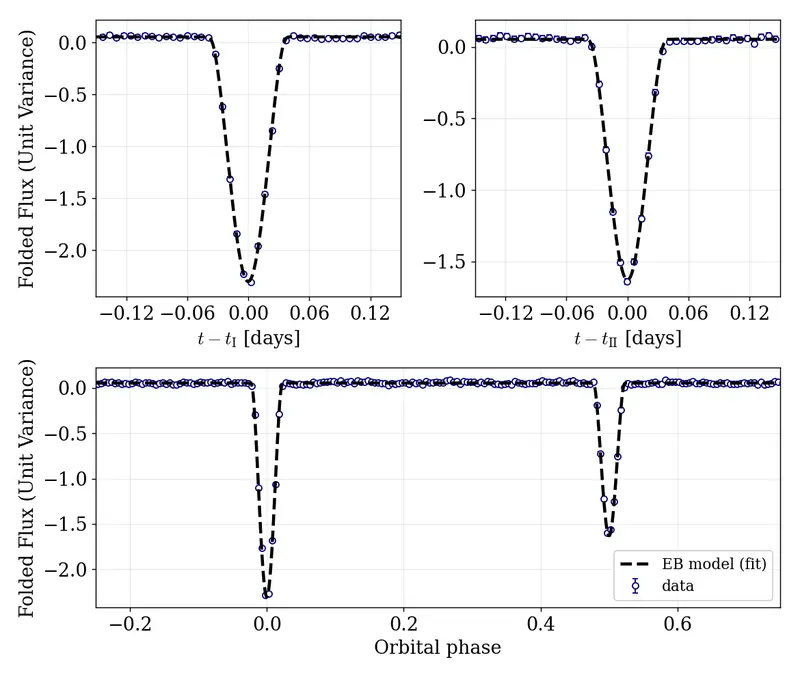 Folded Flux (Unit Variance)
0.0
−0.5
−1.0
−1.5
−2.0
−0.12 −0.06 0.00 0.06 0.12
t − tI [days]
0.0
−0.5
−1.0
−1.5
−0.12 −0.06 0.00 0.06 0.12
t − tII [days]
Folded Flux (Unit Variance)
0.0
−0.5
−1.0
−1.5
−2.0
EB model (fit)
data
−0.2 0.0 0.2 0.4 0.6
Orbital phase